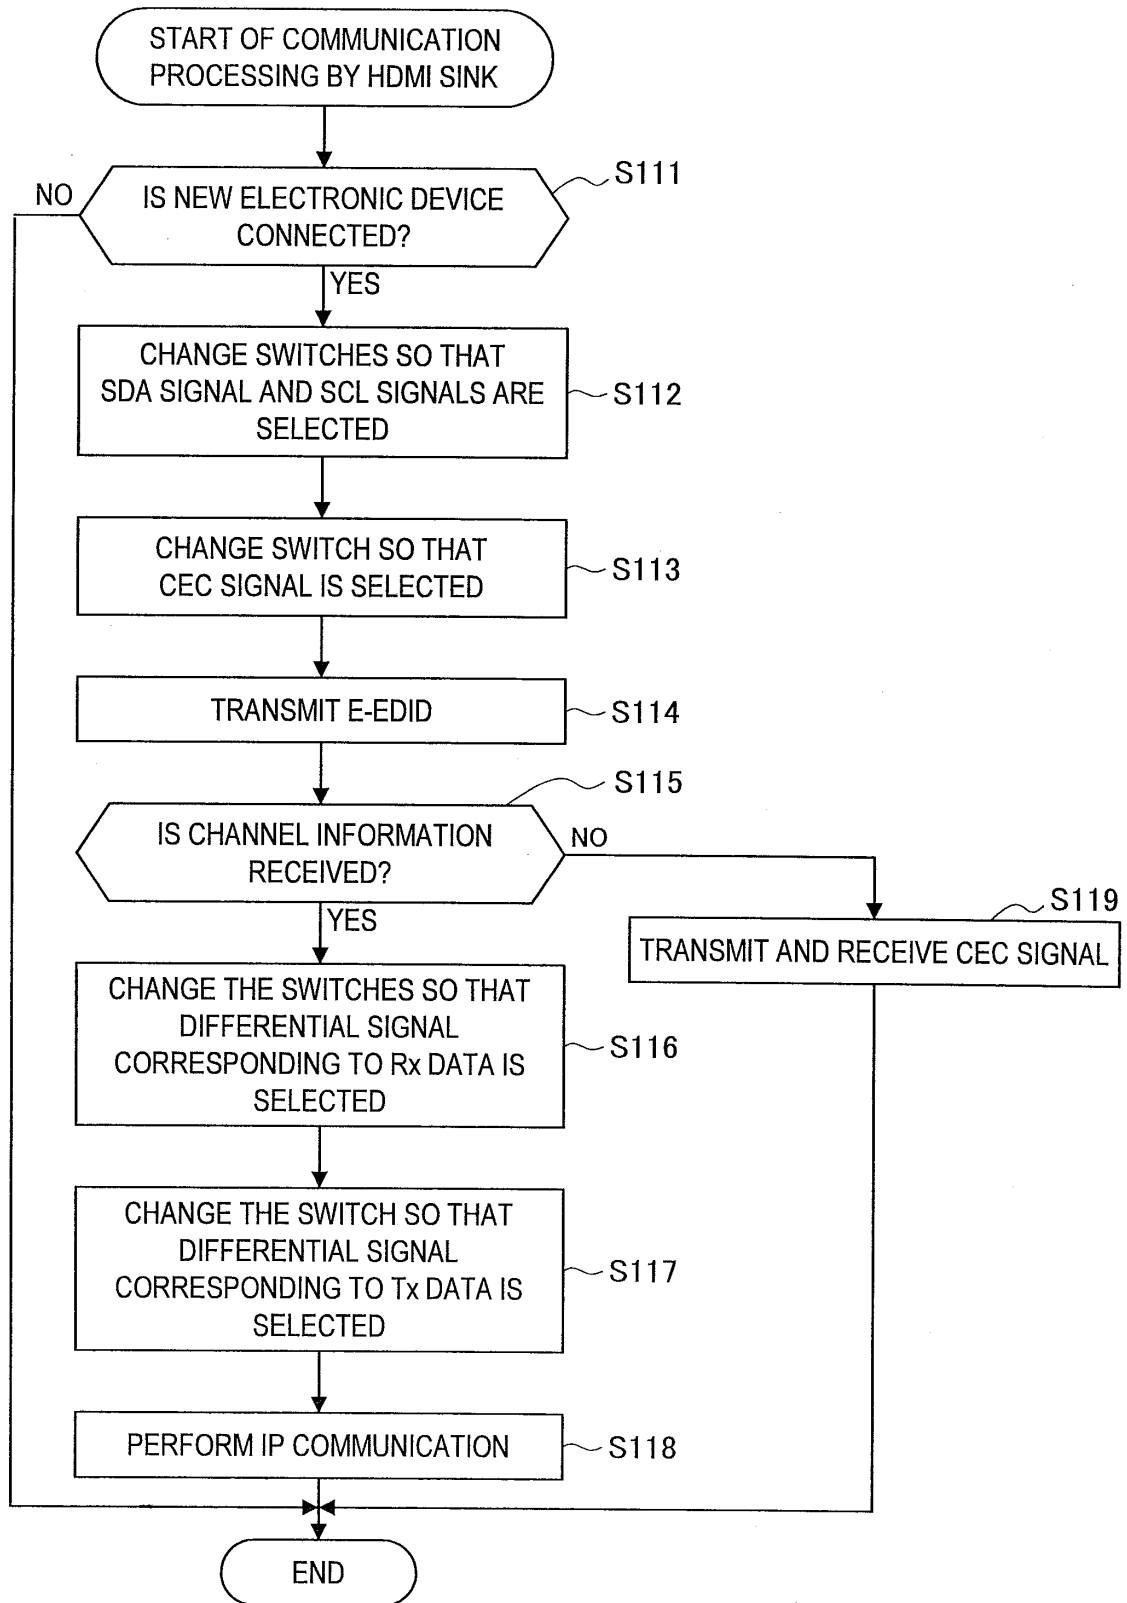 START OF COMMUNICATION
PROCESSING BY HDMI SINK
S111
NO
IS NEW ELECTRONIC DEVICE
CONNECTED?
YES
CHANGE SWITCHES SO THAT
SDA SIGNAL AND SCL SIGNALS ARE
SELECTED
S112
CHANGE SWITCH SO THAT
CEC SIGNAL IS SELECTED
S113
TRANSMIT E-EDID
S114
S115
IS CHANNEL INFORMATION
RECEIVED?
NO
YES
S119
TRANSMIT AND RECEIVE CEC SIGNAL
CHANGE THE SWITCHES SO THAT
DIFFERENTIAL SIGNAL
CORRESPONDING TO Rx DATA IS
SELECTED
S116
CHANGE THE SWITCH SO THAT
DIFFERENTIAL SIGNAL
CORRESPONDING TO Tx DATA IS
SELECTED
S117
PERFORM IP COMMUNICATION
S118
END